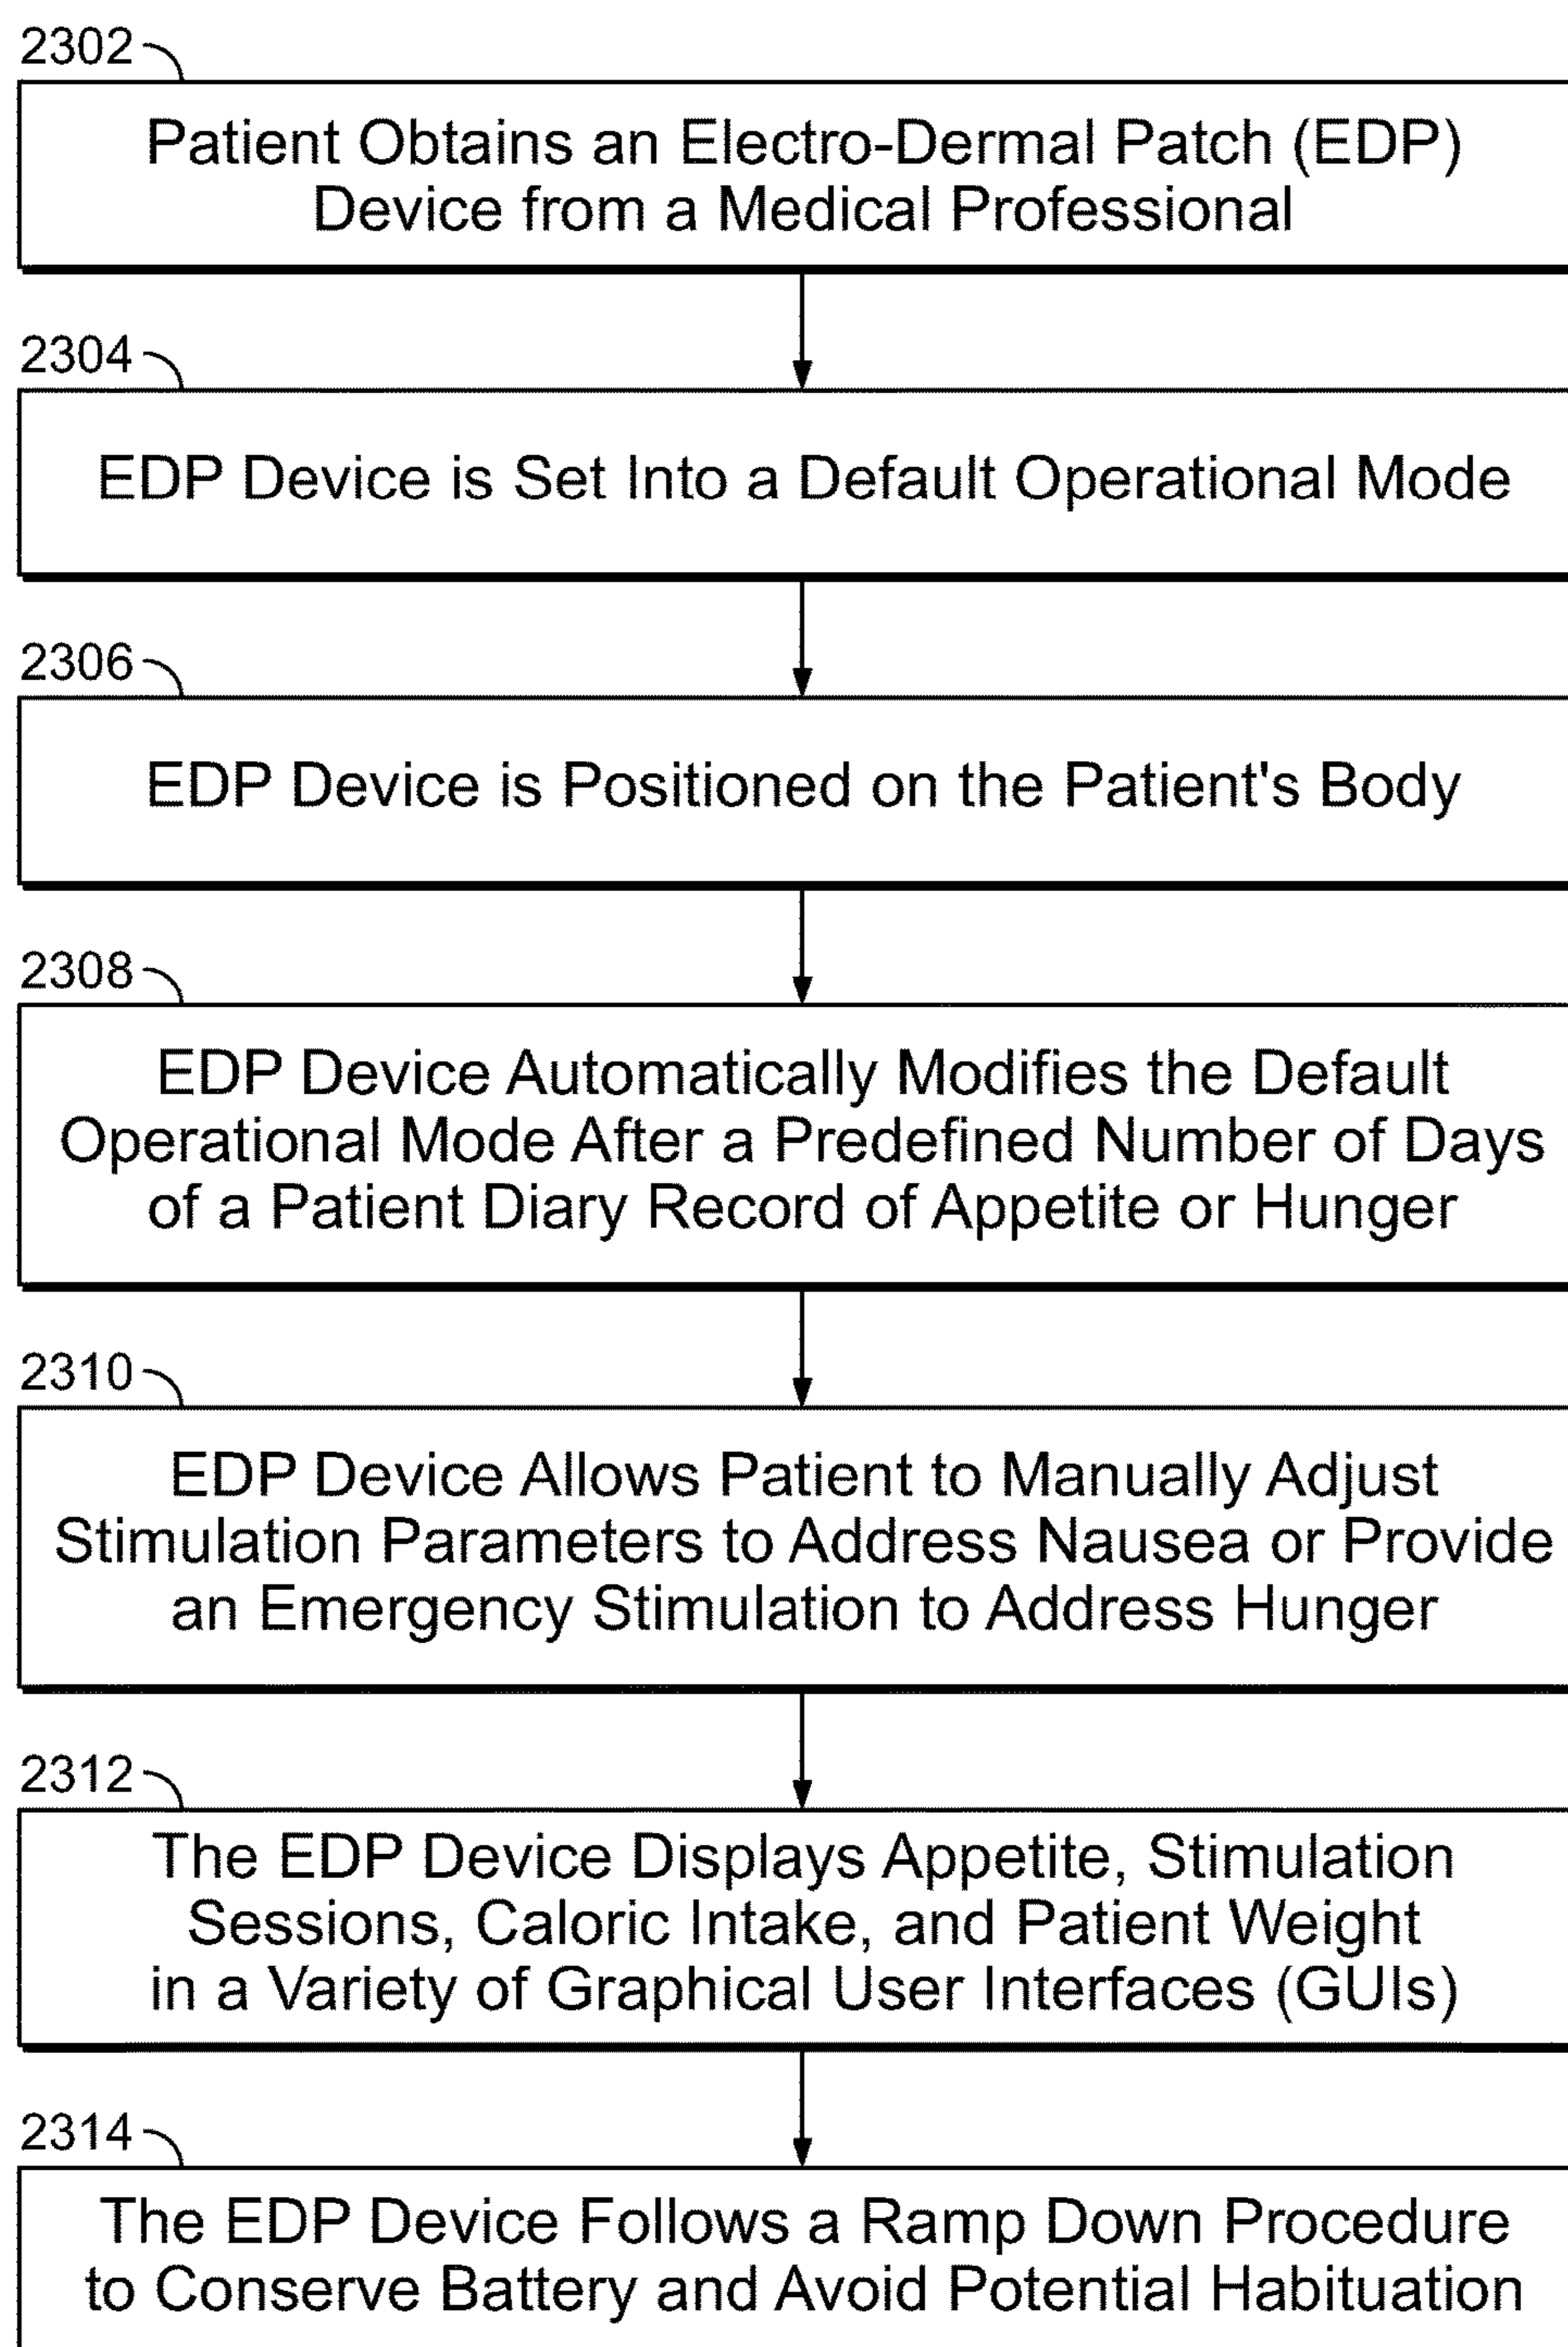 2302
Patient Obtains an Electro-Dermal Patch (EDP)
Device from a Medical Professional
2304
EDP Device is Set Into a Default Operational Mode
2306
EDP Device is Positioned on the Patient's Body
2308
EDP Device Automatically Modifies the Default
Operational Mode After a Predefined Number of Days
of a Patient Diary Record of Appetite or Hunger
2310
EDP Device Allows Patient to Manually Adjust
Stimulation Parameters to Address Nausea or Provide
an Emergency Stimulation to Address Hunger
2312
The EDP Device Displays Appetite, Stimulation
Sessions, Caloric Intake, and Patient Weight
in a Variety of Graphical User Interfaces (GUIs)
2314
The EDP Device Follows a Ramp Down Procedure
to Conserve Battery and Avoid Potential Habituation